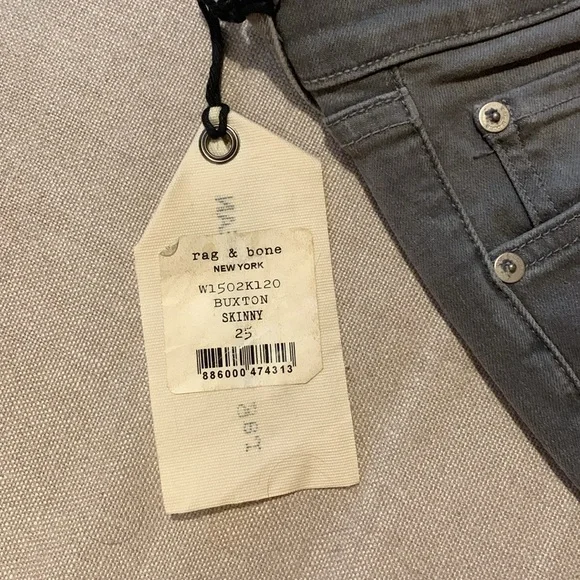 rag & bone
NEW YORK
W1502K120
BUXTON
SKINNY
25
886000 474313